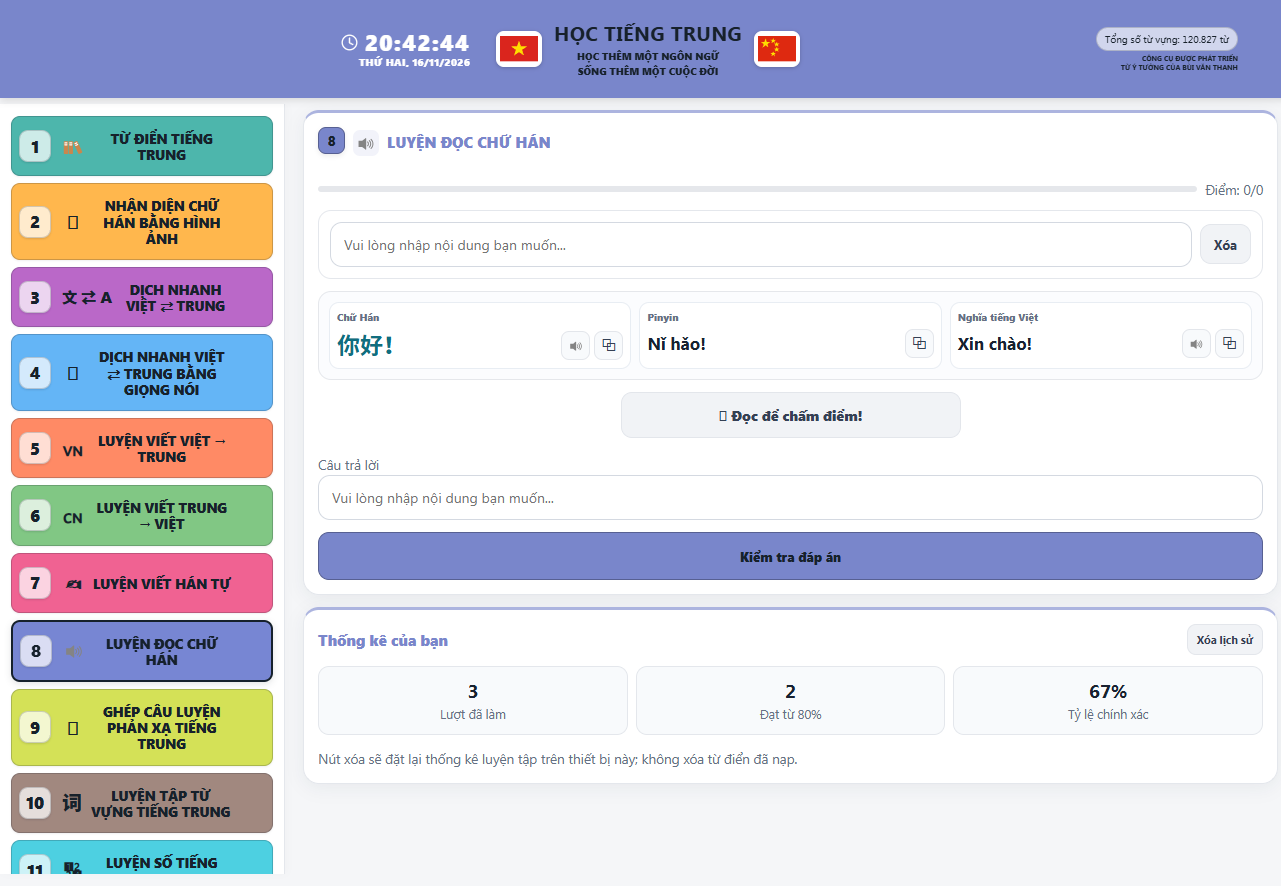 20:42:44
THỨ HAI, 16/11/2026
HỌC TIẾNG TRUNG
HỌC THÊM MỘT NGÔN NGỮ
SỐNG THÊM MỘT CUỘC ĐỜI
Tổng số từ vựng: 120.827 từ
CÔNG CỤ ĐƯỢC PHÁT TRIỂN
TỪ Ý TƯỞNG CỦA BÙI VĂN THANH
1
TỪ ĐIỂN TIẾNG
TRUNG
2
NHẬN DIỆN CHỮ
HÁN BẰNG HÌNH
ẢNH
3
文 ⇄ A
DỊCH NHANH
VIỆT ⇄ TRUNG
4
DỊCH NHANH VIỆT
⇄ TRUNG BẰNG
GIỌNG NÓI
5
VN
LUYỆN VIẾT VIỆT →
TRUNG
6
CN
LUYỆN VIẾT TRUNG
→ VIỆT
7
LUYỆN VIẾT HÁN TỰ
8
LUYỆN ĐỌC CHỮ
HÁN
9
GHÉP CÂU LUYỆN
PHẢN XẠ TIẾNG
TRUNG
10
词
LUYỆN TẬP TỪ
VỰNG TIẾNG TRUNG
11
LUYỆN SỐ TIẾNG
8
LUYỆN ĐỌC CHỮ HÁN
Điểm: 0/0
Vui lòng nhập nội dung bạn muốn...
Xóa
Chữ Hán
你好！
Pinyin
Nǐ hǎo!
Nghĩa tiếng Việt
Xin chào!
Đọc để chấm điểm!
Câu trả lời
Vui lòng nhập nội dung bạn muốn...
Kiểm tra đáp án
Thống kê của bạn
Xóa lịch sử
3
Lượt đã làm
2
Đạt từ 80%
67%
Tỷ lệ chính xác
Nút xóa sẽ đặt lại thống kê luyện tập trên thiết bị này; không xóa từ điển đã nạp.